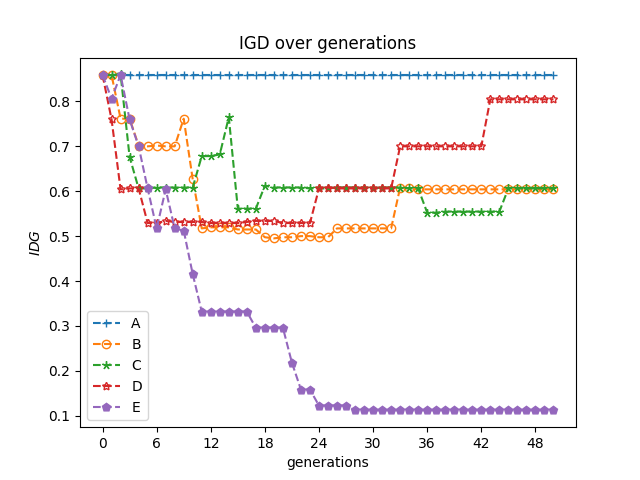 IGD over generations
IDG
0.8
0.7
0.6
0.5
0.4
0.3
0.2
0.1
A
B
C
D
E
0 6 12 18 24 30 36 42 48
generations